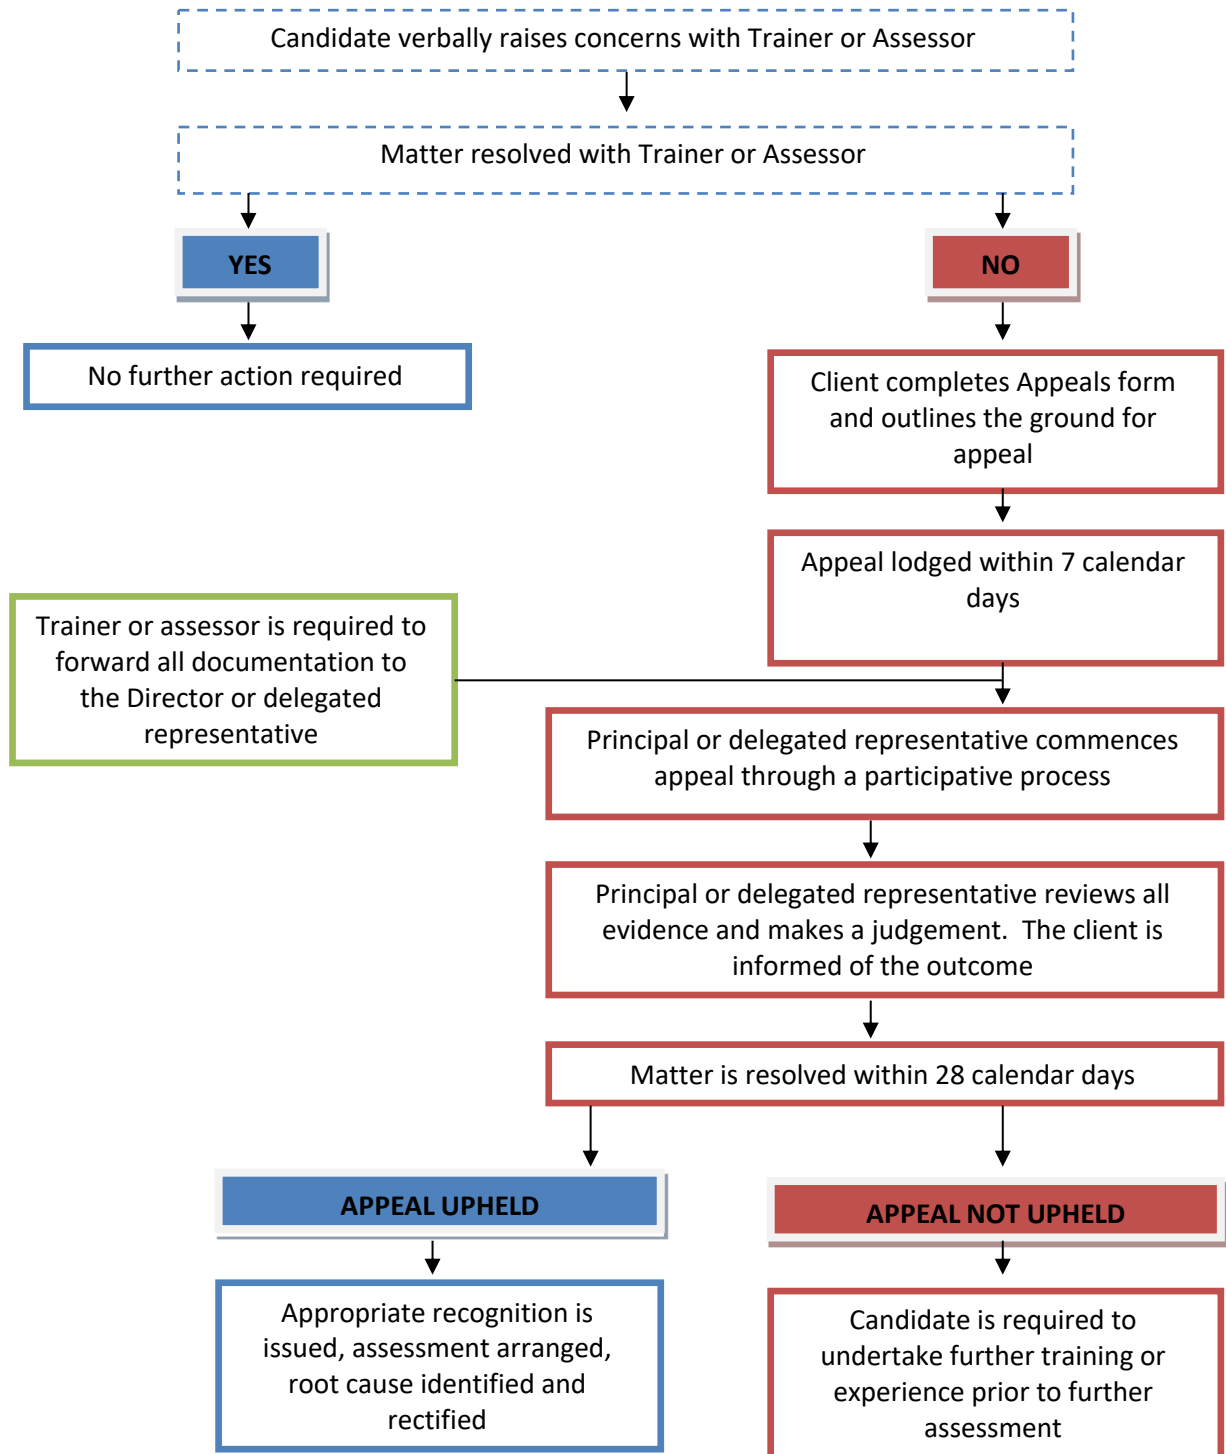 Candidate verbally raises concerns with Trainer or Assessor
Matter resolved with Trainer or Assessor
YES
NO
No further action required
Client completes Appeals form
and outlines the ground for
appeal
Appeal lodged within 7 calendar
days
Trainer or assessor is required to
forward all documentation to
the Director or delegated
representative
Principal or delegated representative commences
appeal through a participative process
Principal or delegated representative reviews all
evidence and makes a judgement.  The client is
informed of the outcome
Matter is resolved within 28 calendar days
APPEAL UPHELD
APPEAL NOT UPHELD
Appropriate recognition is
issued, assessment arranged,
root cause identified and
rectified
Candidate is required to
undertake further training or
experience prior to further
assessment